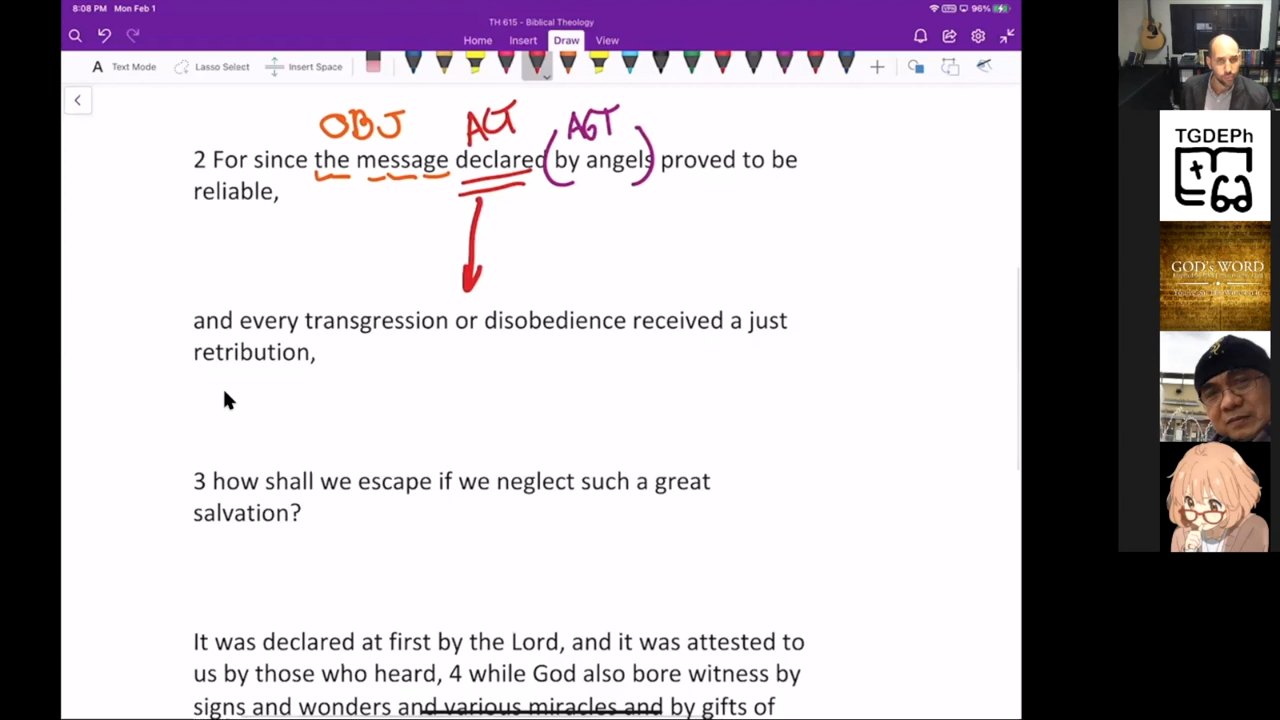 8:08 PM Mon Feb 1
VPN 96%
TH 615 - Biblical Theology
Home Insert Draw View
A Text Mode Lasso Select Insert Space
OBJ ACT AGT
2 For since the message declared (by angels) proved to be
reliable,
and every transgression or disobedience received a just
retribution,
3 how shall we escape if we neglect such a great
salvation?
It was declared at first by the Lord, and it was attested to
us by those who heard, 4 while God also bore witness by
signs and wonders and various miracles and by gifts of
TGDEPh
GOD's WORD